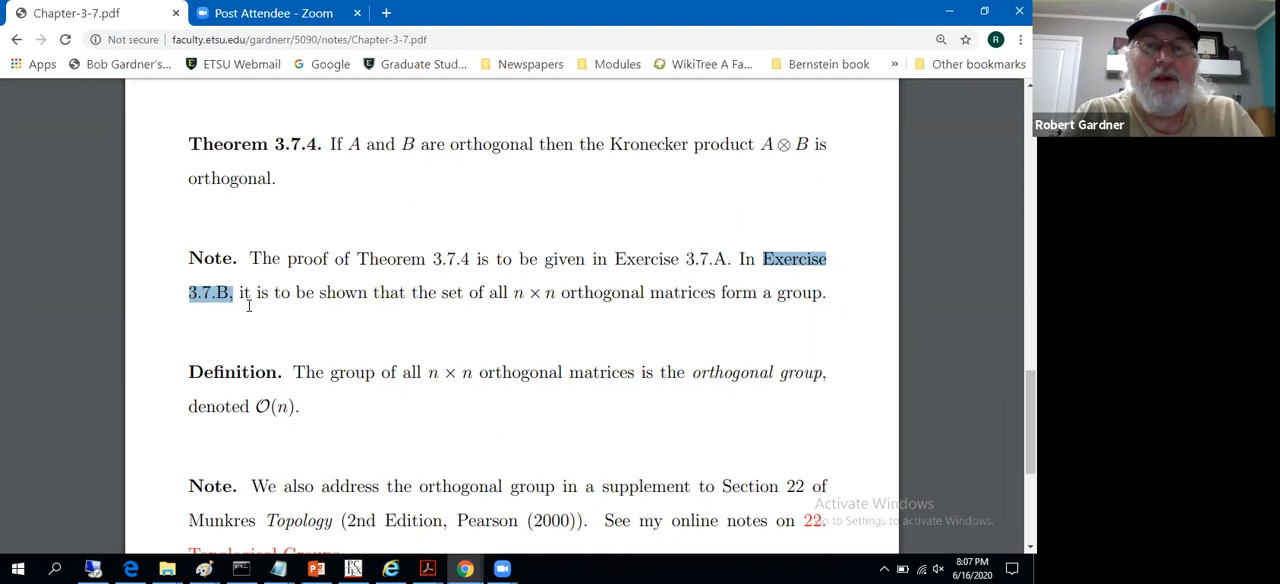 Chapter-3-7.pdf
Post Attendee - Zoom
Not secure | faculty.etsu.edu/gardnerr/5090/notes/Chapter-3-7.pdf
R
Apps Bob Gardner's... ETSU Webmail Google Graduate Stud... Newspapers Modules WikiTree A Fa... Bernstein book » Other bookmarks
Robert Gardner
Theorem 3.7.4. If A and B are orthogonal then the Kronecker product A ⊗ B is
orthogonal.
Note. The proof of Theorem 3.7.4 is to be given in Exercise 3.7.A. In Exercise
3.7.B, it is to be shown that the set of all n × n orthogonal matrices form a group.
Definition. The group of all n × n orthogonal matrices is the orthogonal group,
denoted O(n).
Note. We also address the orthogonal group in a supplement to Section 22 of
Munkres Topology (2nd Edition, Pearson (2000)). See my online notes on 22.
Topological Groups
Activate Windows
Go to Settings to activate Windows.
8:07 PM
6/16/2020